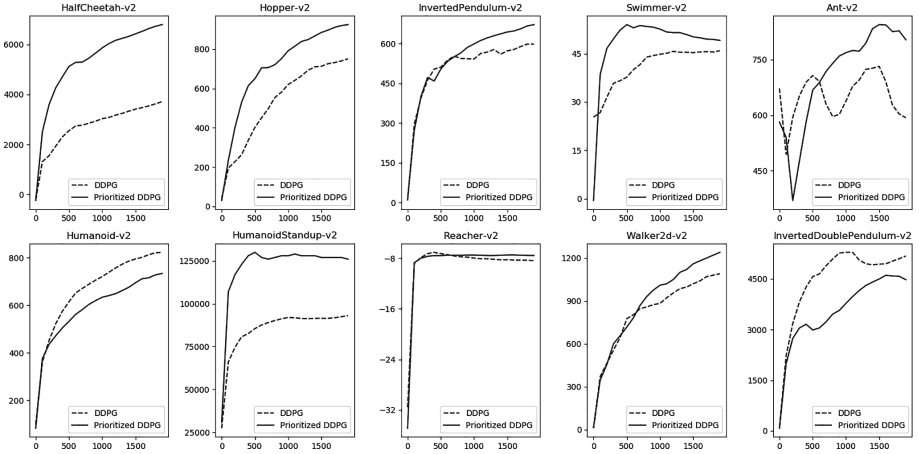 HalfCheetah-v2
6000
4000
2000
0
DDPG
Prioritized DDPG
0 500 1000 1500
Hopper-v2
800
600
400
200
0
DDPG
Prioritized DDPG
0 500 1000 1500
InvertedPendulum-v2
600
450
300
150
0
DDPG
Prioritized DDPG
0 500 1000 1500
Swimmer-v2
45
30
15
0
DDPG
Prioritized DDPG
0 500 1000 1500
Ant-v2
750
600
450
DDPG
Prioritized DDPG
0 500 1000 1500
Humanoid-v2
800
600
400
200
DDPG
Prioritized DDPG
0 500 1000 1500
HumanoidStandup-v2
125000
100000
75000
50000
25000
DDPG
Prioritized DDPG
0 500 1000 1500
Reacher-v2
−8
−16
−24
−32
DDPG
Prioritized DDPG
0 500 1000 1500
Walker2d-v2
1200
900
600
300
0
DDPG
Prioritized DDPG
0 500 1000 1500
InvertedDoublePendulum-v2
4500
3000
1500
0
DDPG
Prioritized DDPG
0 500 1000 1500